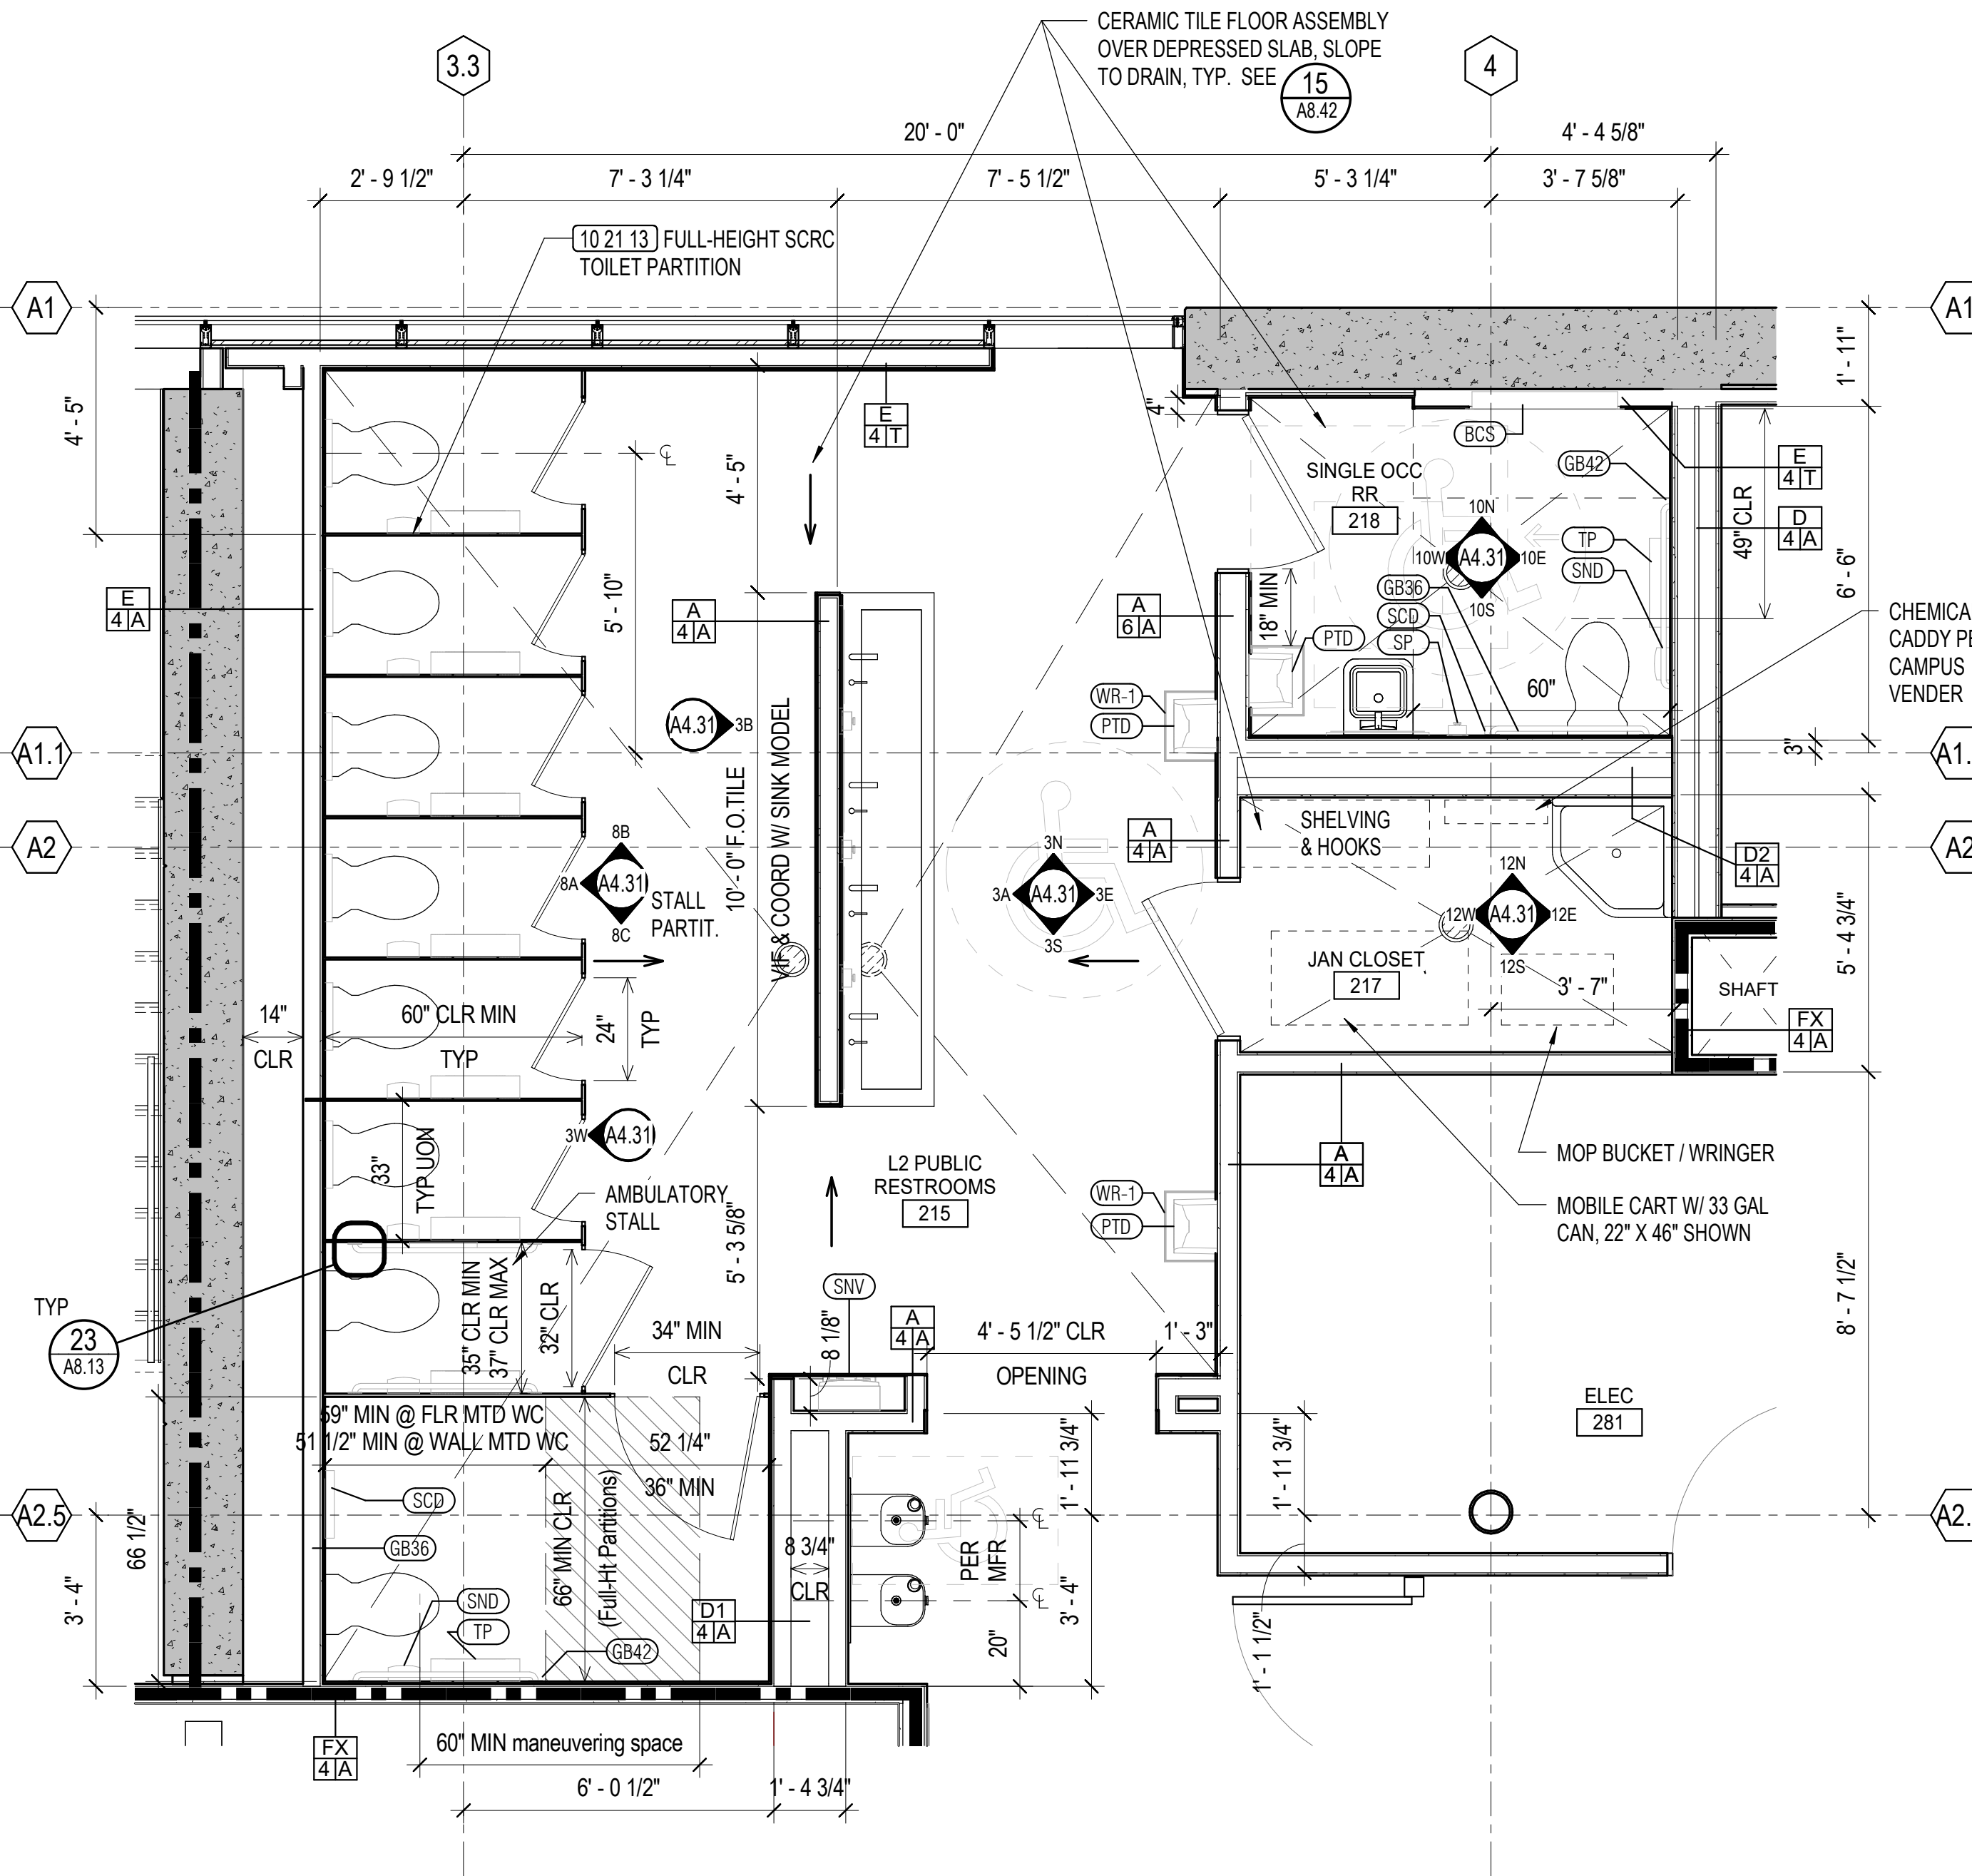 CERAMIC TILE FLOOR ASSEMBLY
OVER DEPRESSED SLAB, SLOPE
TO DRAIN, TYP. SEE
15
A8.42
3.3
4
20' - 0"
4' - 4 5/8"
2' - 9 1/2"
7' - 3 1/4"
7' - 5 1/2"
5' - 3 1/4"
3' - 7 5/8"
10 21 13 FULL-HEIGHT SCRC
TOILET PARTITION
A1
A1
1' - 11"
4' - 5"
4' - 5"
E
4 T
4"
BCS
GB42
E
4 T
SINGLE OCC
RR
218
10N
10W
A4.31
10E
10S
49" CLR
D
4 A
TP
SND
6' - 6"
5' - 10"
E
4 A
A
4 A
A
6 A
18" MIN
GB36
SCD
SP
PTD
60"
CHEMICA
CADDY PE
CAMPUS
VENDER
A4.31
3B
WR-1
PTD
A1.1
A1.
3"
10' - 0" F.O.TILE
VIF & COORD W/ SINK MODEL
A2
A2
8B
8A
A4.31
8C
STALL
PARTIT.
3N
3A
A4.31
3E
3S
A
4 A
SHELVING
& HOOKS
D2
4 A
12N
12W
A4.31
12E
12S
5' - 4 3/4"
JAN CLOSET
217
3' - 7"
SHAFT
FX
4 A
14"
CLR
60" CLR MIN
TYP
24"
TYP
33"
TYP UON
3W
A4.31
A
4 A
MOP BUCKET / WRINGER
MOBILE CART W/ 33 GAL
CAN, 22" X 46" SHOWN
L2 PUBLIC
RESTROOMS
215
WR-1
PTD
AMBULATORY
STALL
5' - 3 5/8"
8' - 7 1/2"
TYP
23
A8.13
35" CLR MIN
37" CLR MAX
32" CLR
34" MIN
CLR
8 1/8"
SNV
A
4 A
4' - 5 1/2" CLR
OPENING
1' - 3"
ELEC
281
59" MIN @ FLR MTD WC
51 1/2" MIN @ WALL MTD WC
52 1/4"
36" MIN
1' - 11 3/4"
1' - 11 3/4"
A2.5
A2.
66 1/2"
3' - 4"
SCD
GB36
SND
TP
GB42
66" MIN CLR
(Full-Ht Partitions)
8 3/4"
CLR
D1
4 A
PER
MFR
20"
3' - 4"
1' - 1 1/2"
FX
4 A
60" MIN maneuvering space
6' - 0 1/2"
1' - 4 3/4"